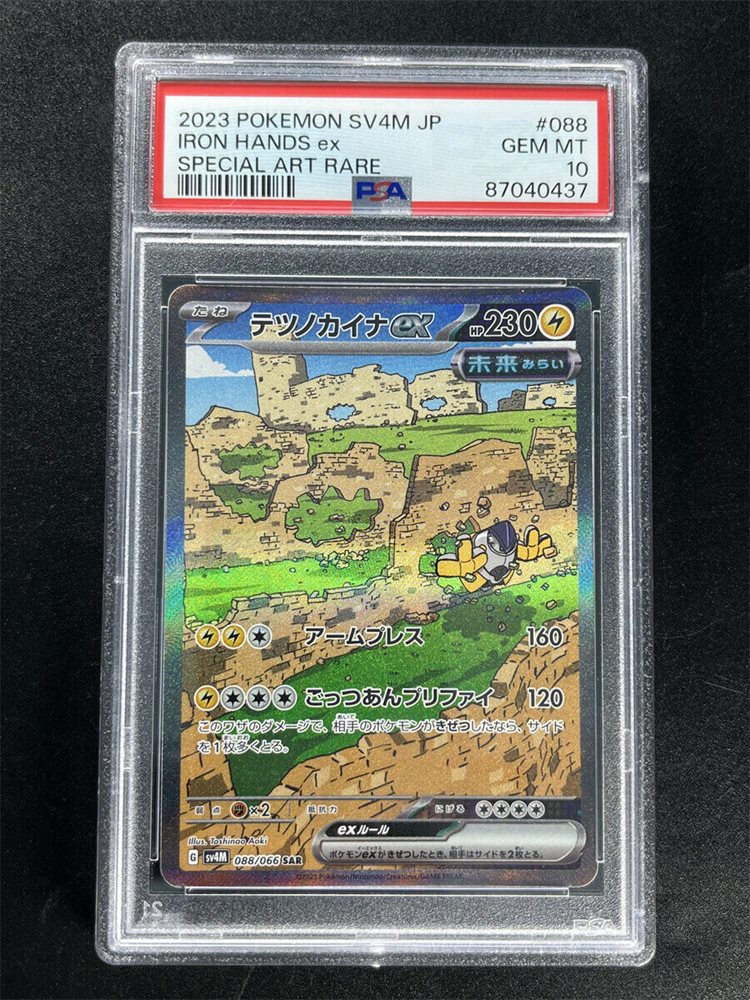 2023 POKEMON SV4M JP #088
IRON HANDS ex GEM MT
SPECIAL ART RARE 10
PSA 87040437
たね テツノカイナex HP230
未来 みらい
アームプレス 160
ごっつあんプリファイ 120
このワザのダメージで、相手のポケモンがきぜつしたなら、サイド
を1枚多くとる。
弱点 ×2 抵抗力 にげる
exルール
ポケモンexがきぜつしたとき、相手はサイドを2枚とる。
Illus. Toshinao Aoki
G sv4M 088/066 SAR
©2023 Pokémon/Nintendo/Creatures/GAME FREAK.
21 PSA